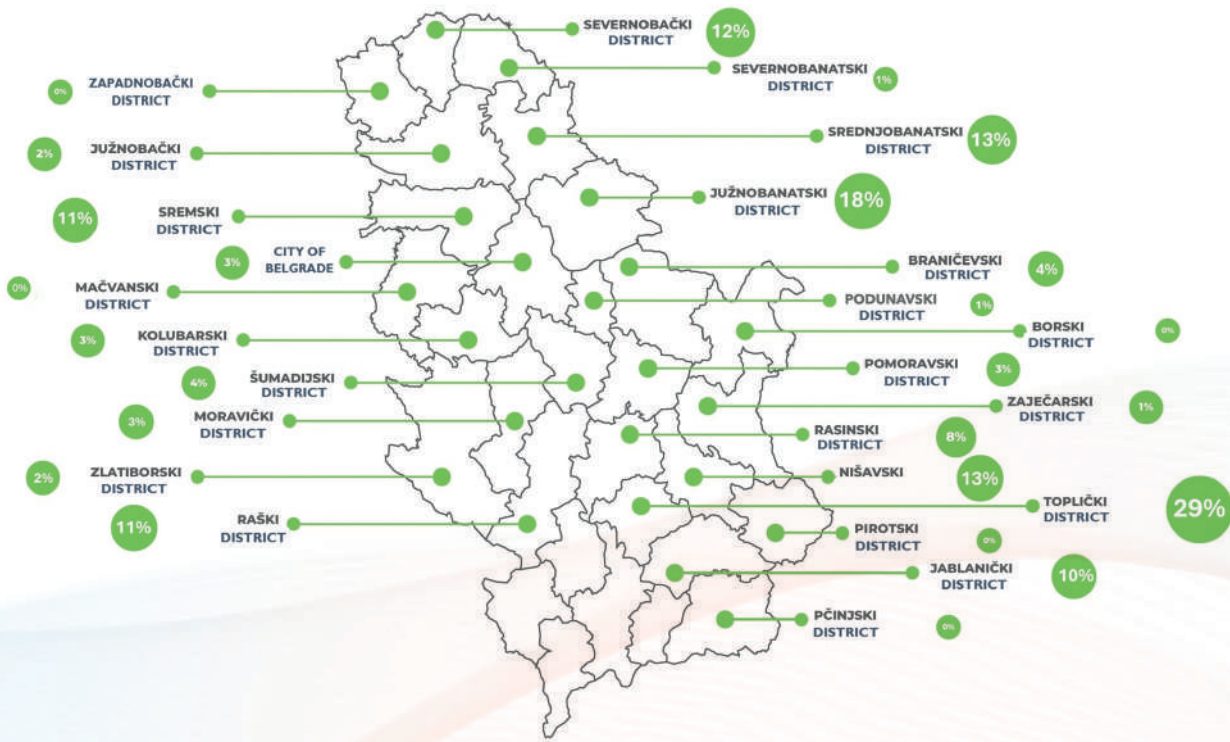 SEVERNOBAČKI
DISTRICT
12%
SEVERNOBANATSKI
DISTRICT
1%
0%
ZAPADNOBAČKI
DISTRICT
SREDNJOBANATSKI
DISTRICT
13%
2%
JUŽNOBAČKI
DISTRICT
JUŽNOBANATSKI
DISTRICT
18%
11%
SREMSKI
DISTRICT
3%
CITY OF
BELGRADE
BRANIČEVSKI
DISTRICT
4%
0%
MAČVANSKI
DISTRICT
PODUNAVSKI
DISTRICT
1%
3%
KOLUBARSKI
DISTRICT
BORSKI
DISTRICT
0%
4%
ŠUMADIJSKI
DISTRICT
POMORAVSKI
DISTRICT
3%
3%
MORAVIČKI
DISTRICT
ZAJEČARSKI
DISTRICT
1%
RASINSKI
DISTRICT
8%
2%
ZLATIBORSKI
DISTRICT
NIŠAVSKI
13%
11%
RAŠKI
DISTRICT
TOPLIČKI
DISTRICT
29%
PIROTSKI
DISTRICT
0%
JABLANIČKI
DISTRICT
10%
PČINJSKI
DISTRICT
0%